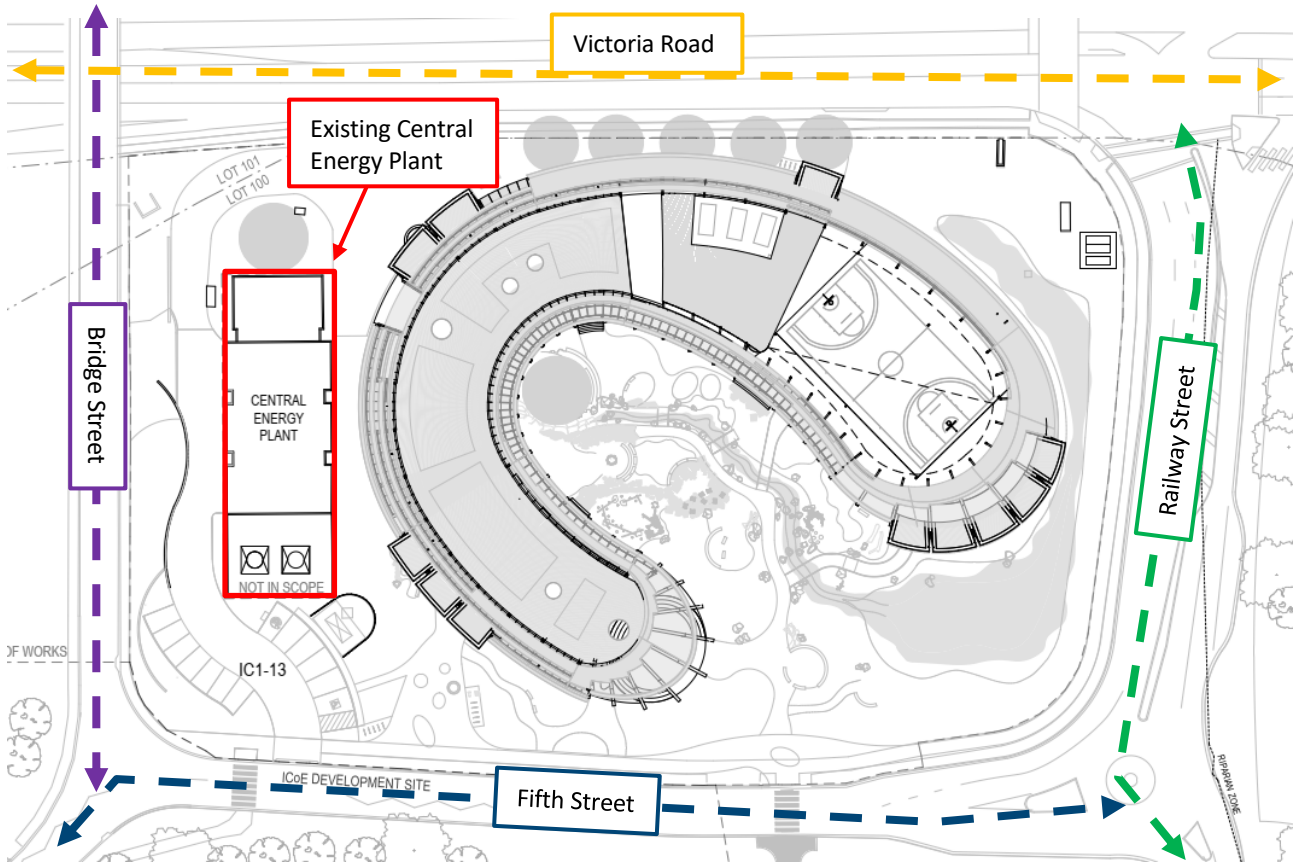 Victoria Road
Existing Central
Energy Plant
LOT 101
LOT 100
Bridge Street
CENTRAL
ENERGY
PLANT
NOT IN SCOPE
Railway Street
OF WORKS
IC1-13
ICoE DEVELOPMENT SITE
Fifth Street
RIPARIAN ZONE